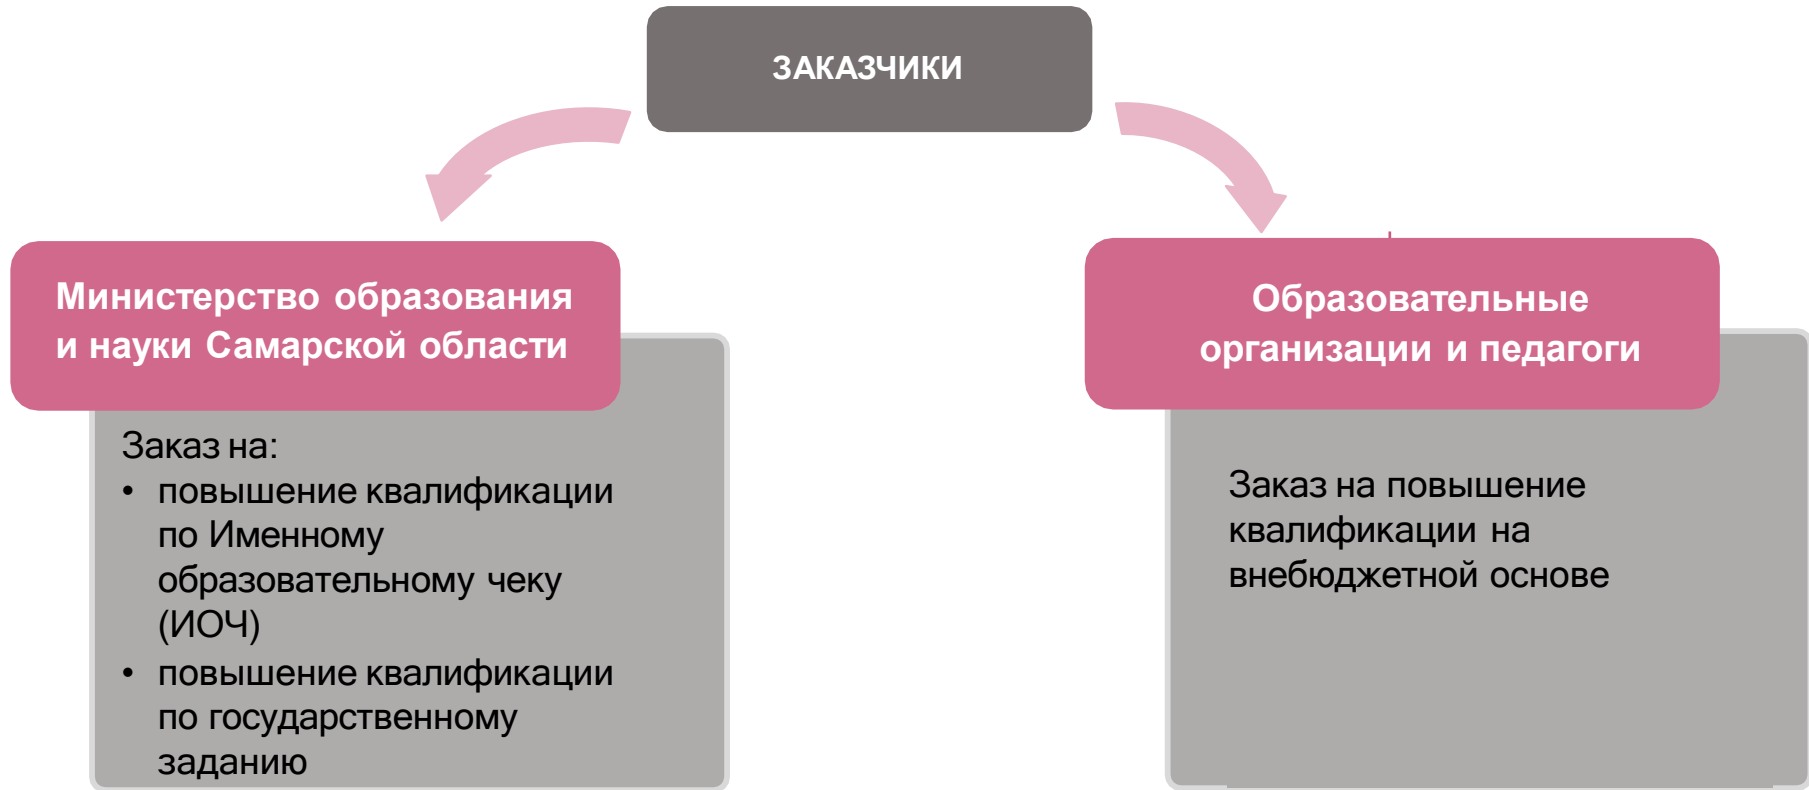 ЗАКАЗЧИКИ
Министерство образования
и науки Самарской области
Заказ на:
• повышение квалификации
по Именному
образовательному чеку
(ИОЧ)
• повышение квалификации
по государственному
заданию
Образовательные
организации и педагоги
Заказ на повышение
квалификации на
внебюджетной основе